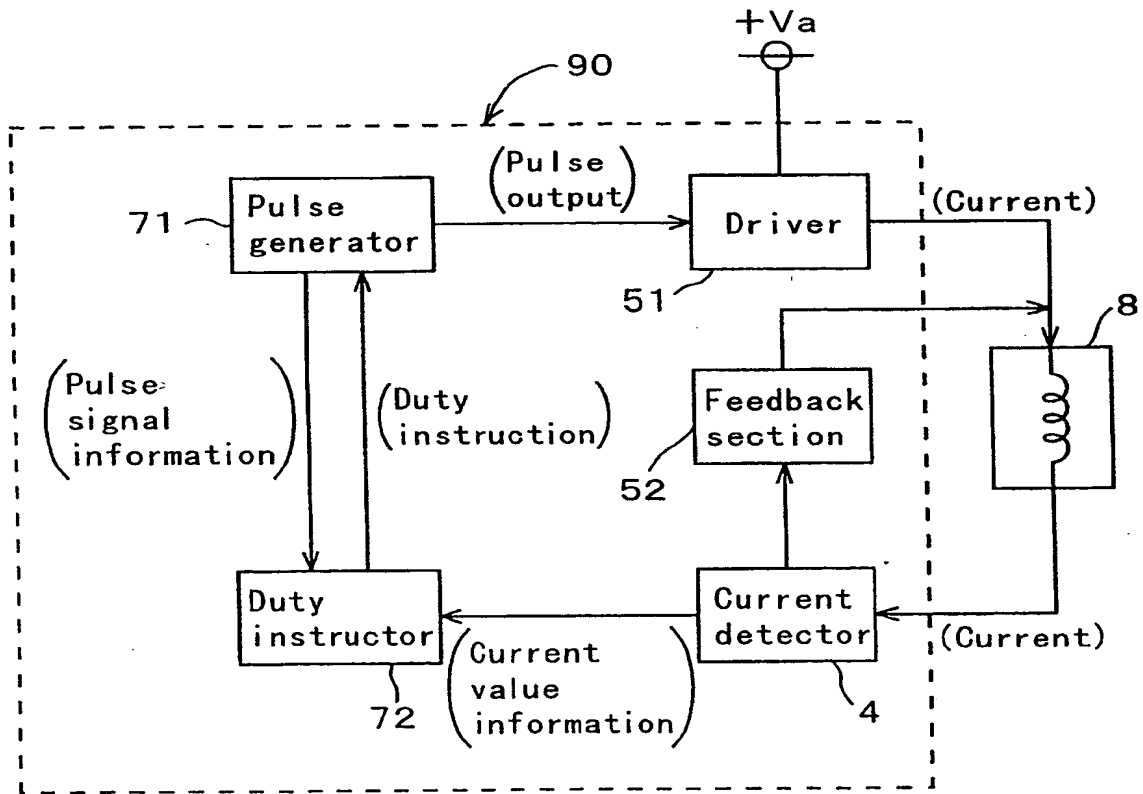 +Va
90
(Pulse
output)
Pulse
generator
71
Driver
(Current)
51
8
(Pulse
signal
information)
(Duty
instruction)
Feedback
section
52
Duty
instructor
Current
detector
(Current)
(Current
value
information)
72
4